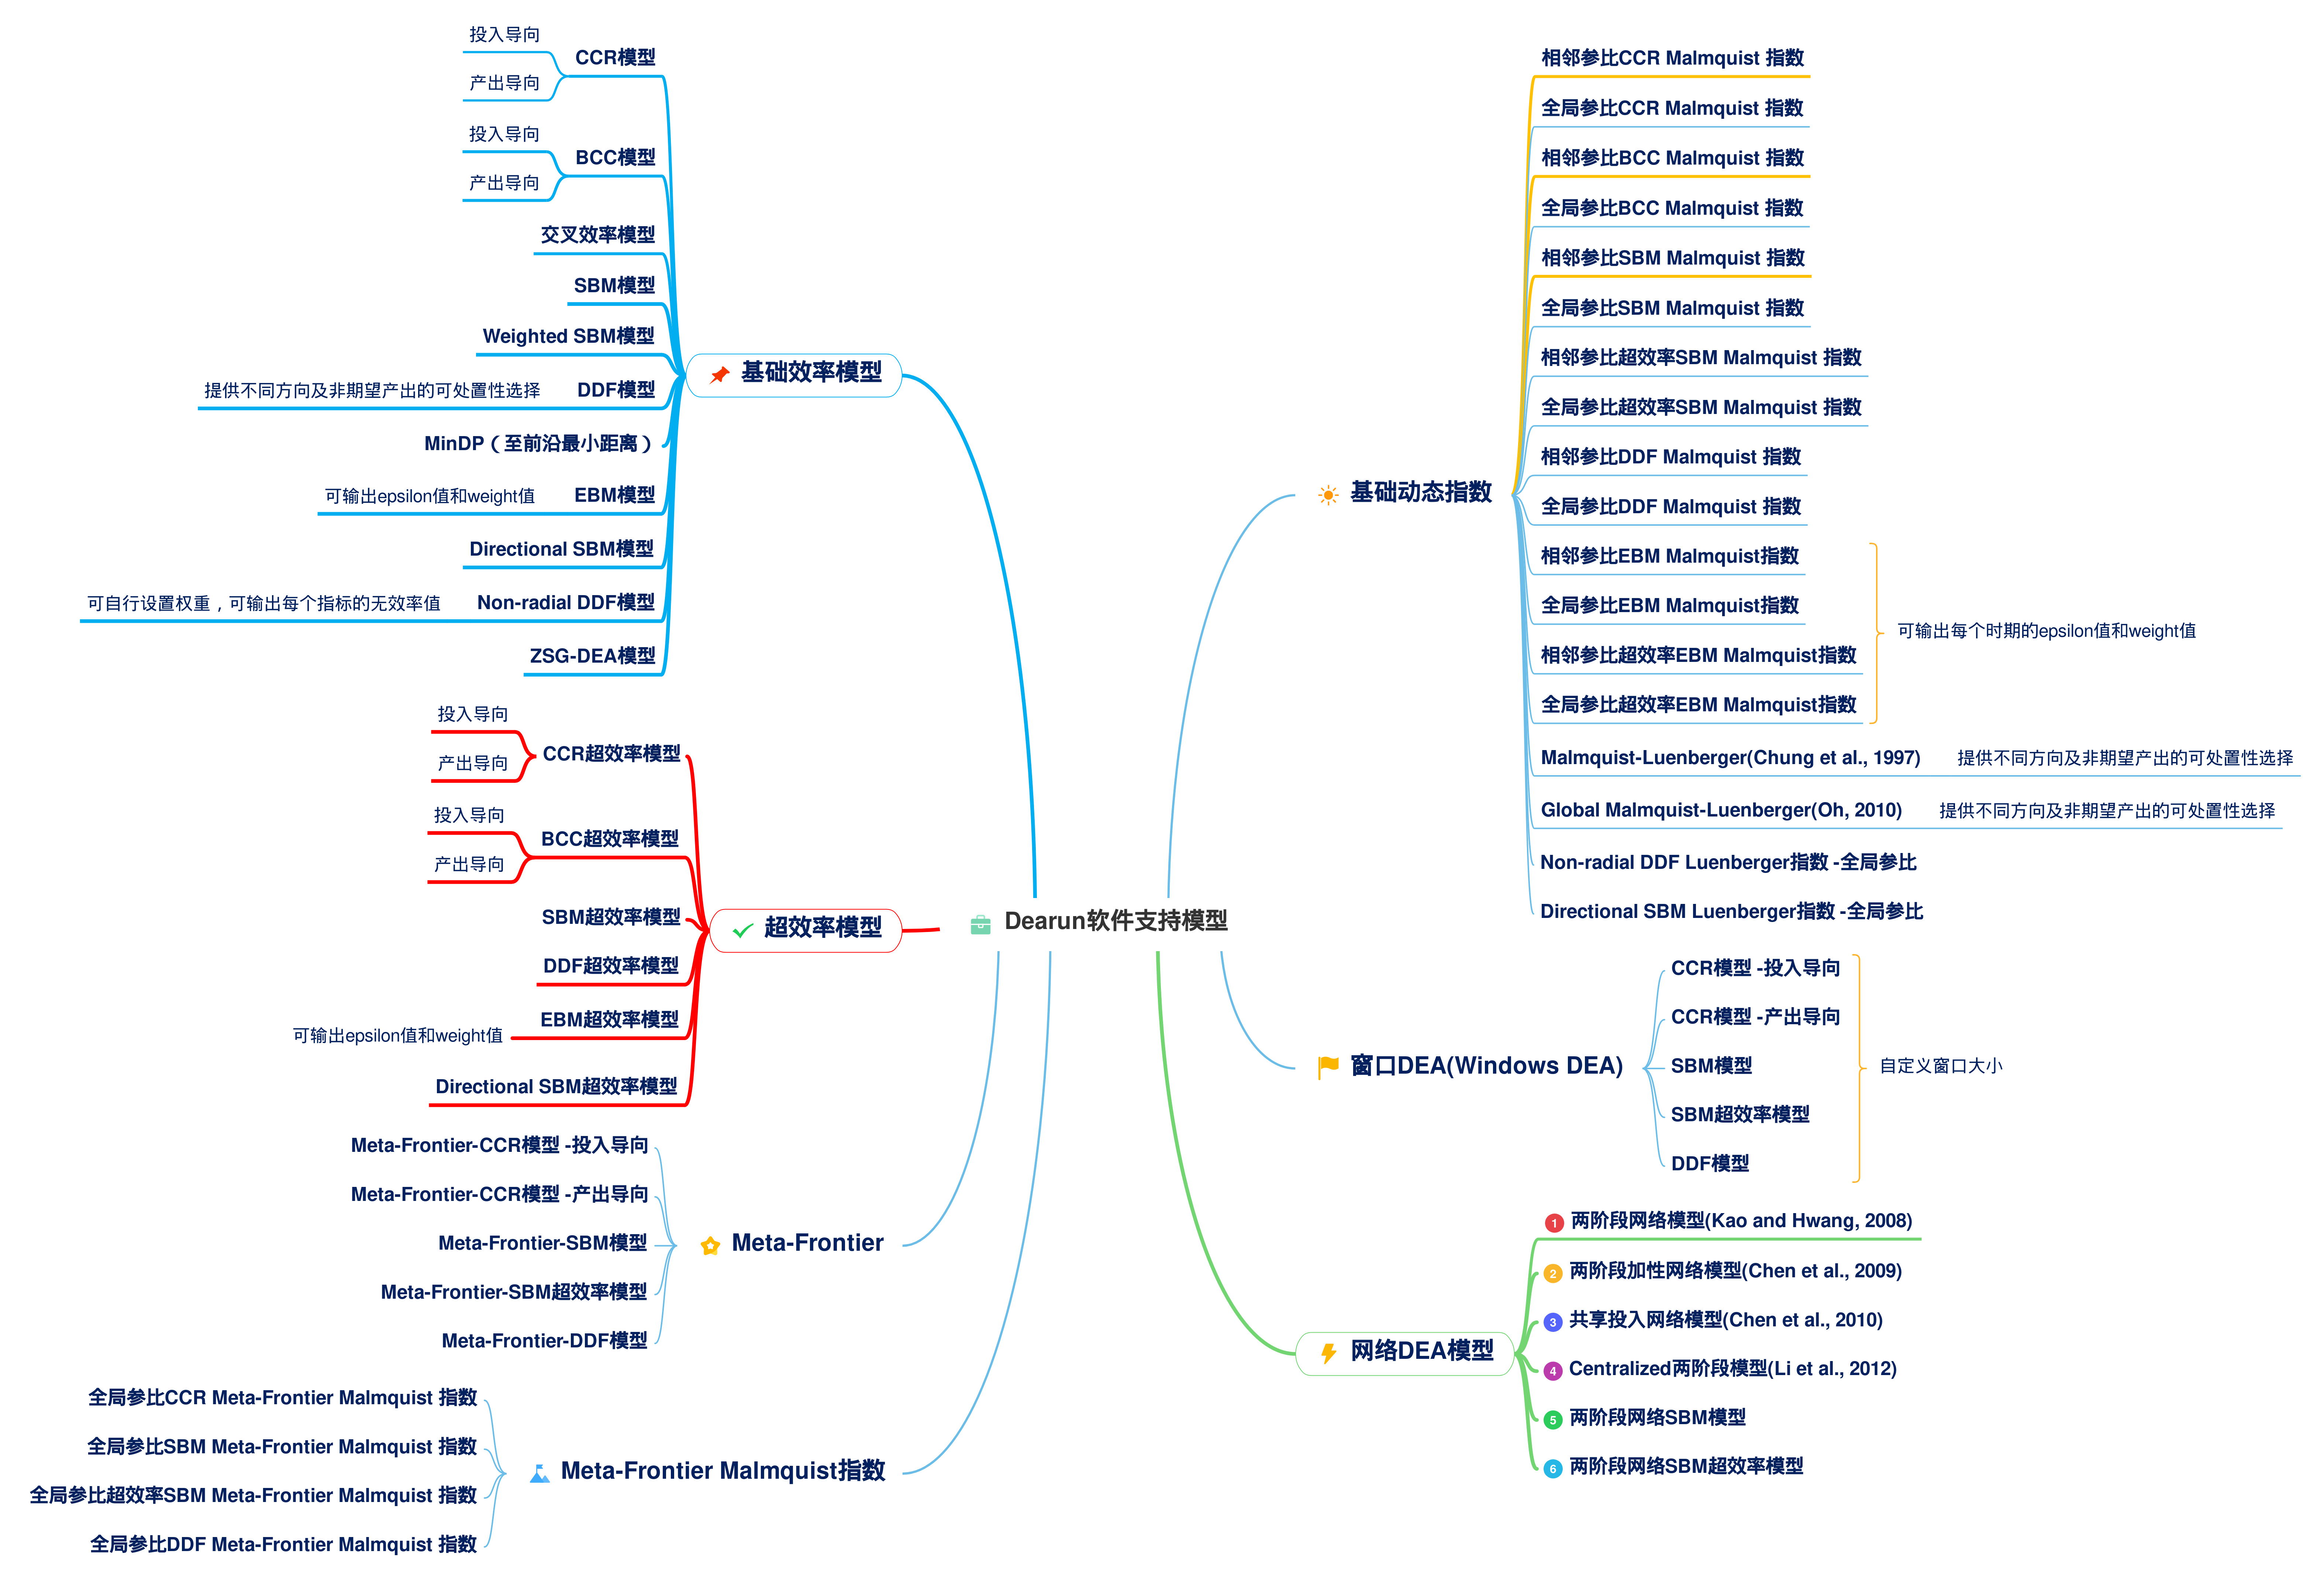 Dearun软件支持模型
基础效率模型
CCR模型
投入导向
产出导向
BCC模型
投入导向
产出导向
交叉效率模型
SBM模型
Weighted SBM模型
DDF模型
提供不同方向及非期望产出的可处置性选择
MinDP（至前沿最小距离）
EBM模型
可输出epsilon值和weight值
Directional SBM模型
Non-radial DDF模型
可自行设置权重，可输出每个指标的无效率值
ZSG-DEA模型
超效率模型
CCR超效率模型
投入导向
产出导向
BCC超效率模型
投入导向
产出导向
SBM超效率模型
DDF超效率模型
EBM超效率模型
可输出epsilon值和weight值
Directional SBM超效率模型
Meta-Frontier
Meta-Frontier-CCR模型 -投入导向
Meta-Frontier-CCR模型 -产出导向
Meta-Frontier-SBM模型
Meta-Frontier-SBM超效率模型
Meta-Frontier-DDF模型
Meta-Frontier Malmquist指数
全局参比CCR Meta-Frontier Malmquist 指数
全局参比SBM Meta-Frontier Malmquist 指数
全局参比超效率SBM Meta-Frontier Malmquist 指数
全局参比DDF Meta-Frontier Malmquist 指数
基础动态指数
相邻参比CCR Malmquist 指数
全局参比CCR Malmquist 指数
相邻参比BCC Malmquist 指数
全局参比BCC Malmquist 指数
相邻参比SBM Malmquist 指数
全局参比SBM Malmquist 指数
相邻参比超效率SBM Malmquist 指数
全局参比超效率SBM Malmquist 指数
相邻参比DDF Malmquist 指数
全局参比DDF Malmquist 指数
相邻参比EBM Malmquist指数
全局参比EBM Malmquist指数
相邻参比超效率EBM Malmquist指数
全局参比超效率EBM Malmquist指数
可输出每个时期的epsilon值和weight值
Malmquist-Luenberger(Chung et al., 1997)
提供不同方向及非期望产出的可处置性选择
Global Malmquist-Luenberger(Oh, 2010)
提供不同方向及非期望产出的可处置性选择
Non-radial DDF Luenberger指数 -全局参比
Directional SBM Luenberger指数 -全局参比
窗口DEA(Windows DEA)
CCR模型 -投入导向
CCR模型 -产出导向
SBM模型
SBM超效率模型
DDF模型
自定义窗口大小
网络DEA模型
1 两阶段网络模型(Kao and Hwang, 2008)
2 两阶段加性网络模型(Chen et al., 2009)
3 共享投入网络模型(Chen et al., 2010)
4 Centralized两阶段模型(Li et al., 2012)
5 两阶段网络SBM模型
6 两阶段网络SBM超效率模型